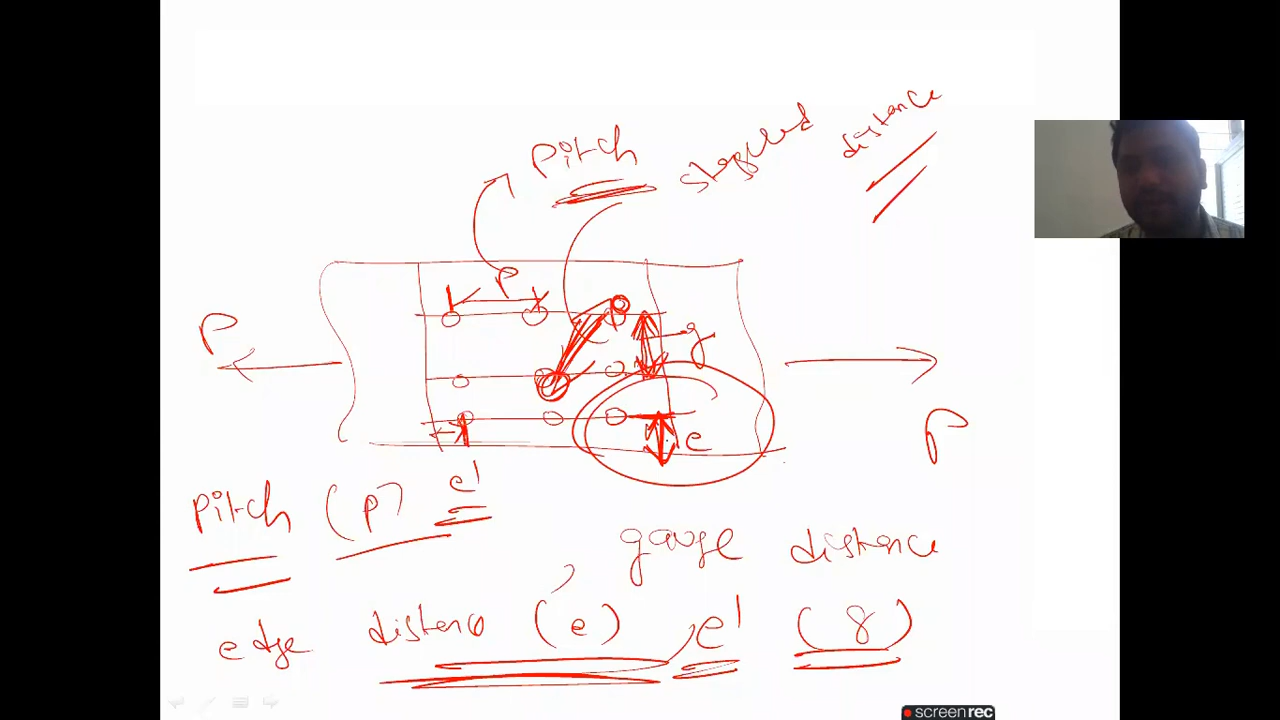 distance
Pitch staggered
P
P
g
P
e
e'
Pitch (p)
gauge distance
,
edge distance (e) , e' (g)
screenrec